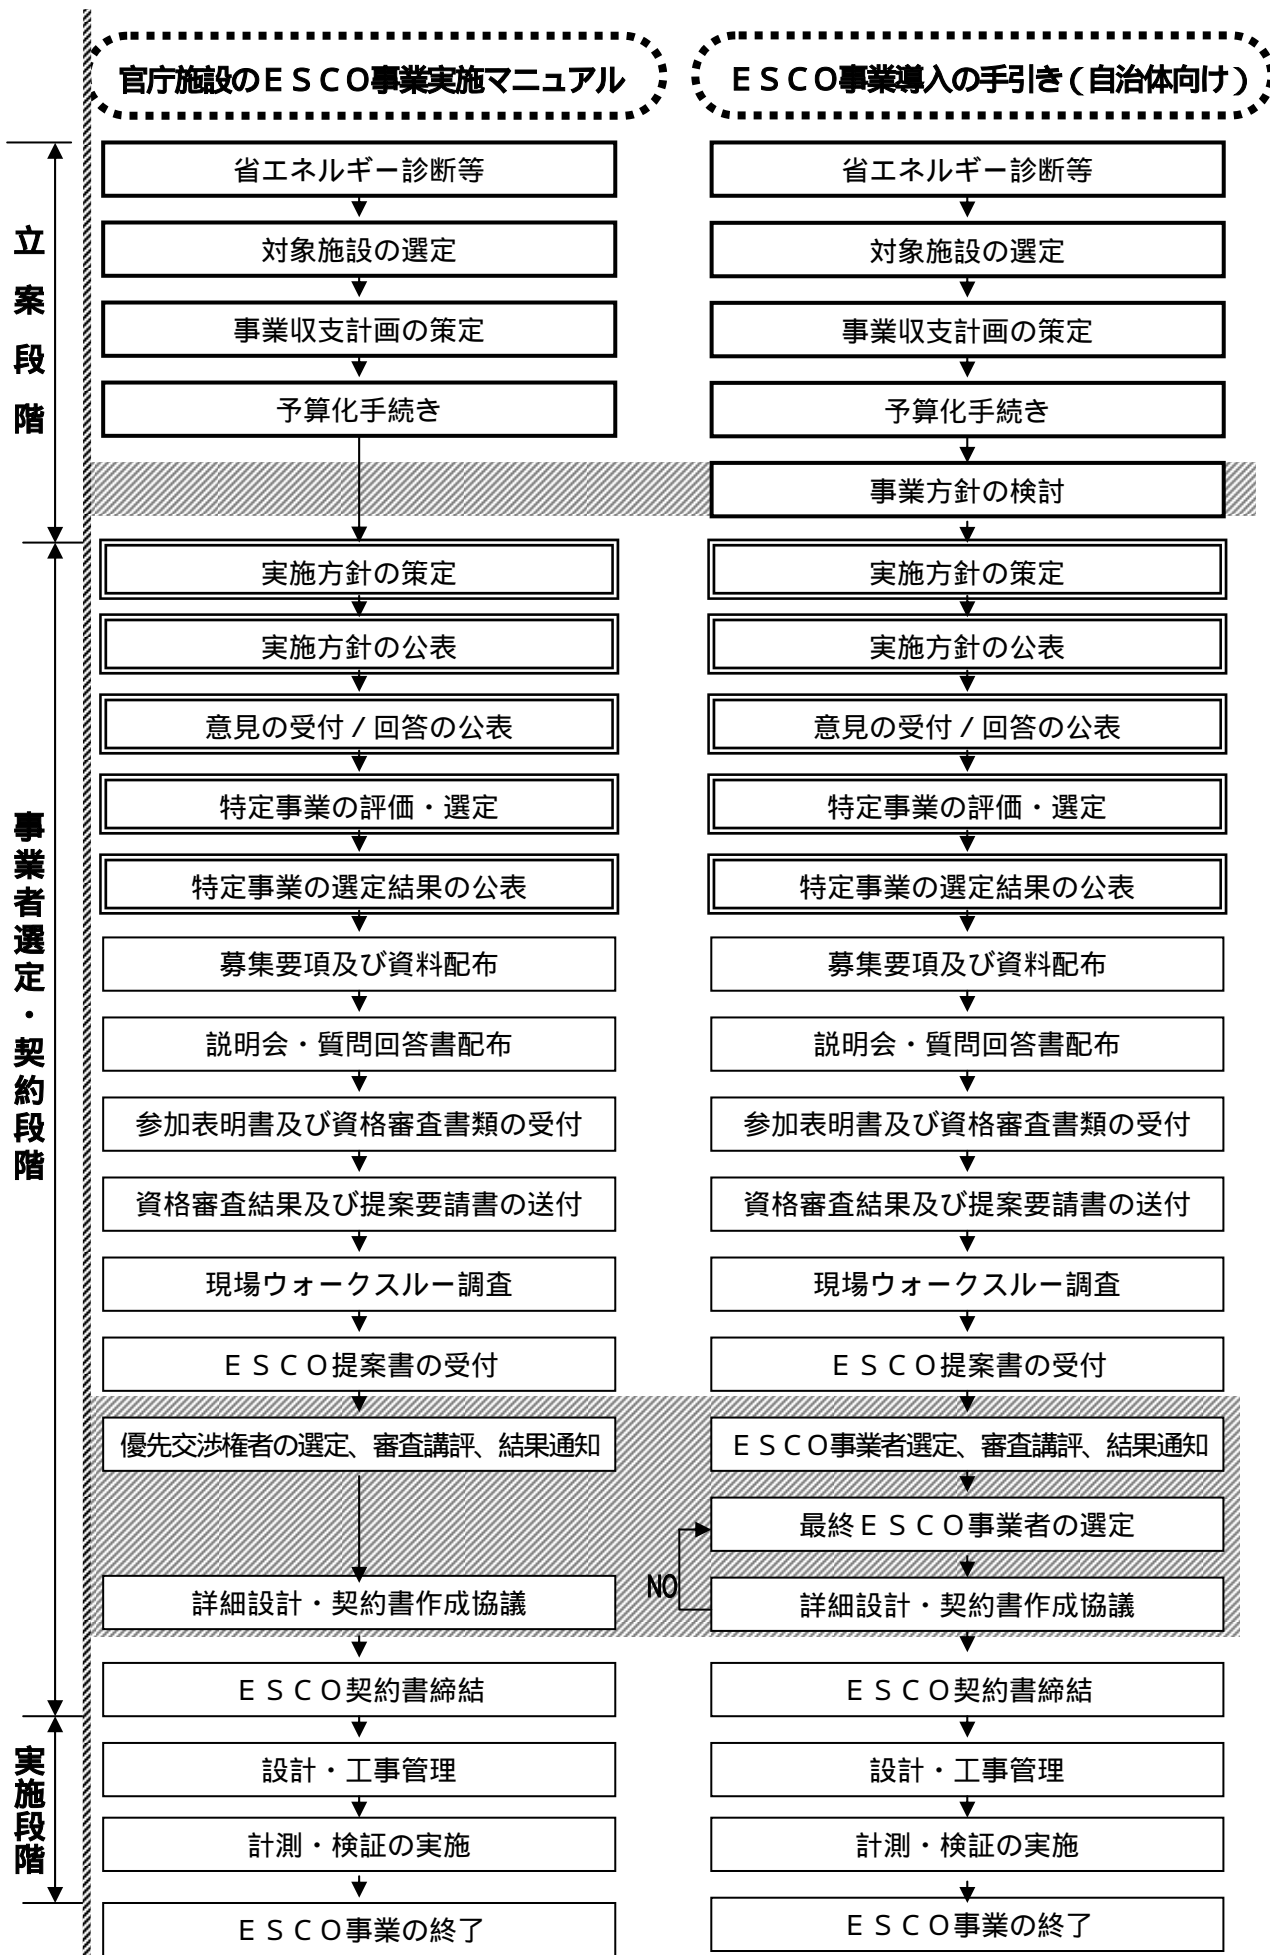 官庁施設のＥＳＣＯ事業実施マニュアル
ＥＳＣＯ事業導入の手引き（自治体向け）
立案段階
省エネルギー診断等
省エネルギー診断等
対象施設の選定
対象施設の選定
事業収支計画の策定
事業収支計画の策定
予算化手続き
予算化手続き
事業方針の検討
事業者選定・契約段階
実施方針の策定
実施方針の策定
実施方針の公表
実施方針の公表
意見の受付／回答の公表
意見の受付／回答の公表
特定事業の評価・選定
特定事業の評価・選定
特定事業の選定結果の公表
特定事業の選定結果の公表
募集要項及び資料配布
募集要項及び資料配布
説明会・質問回答書配布
説明会・質問回答書配布
参加表明書及び資格審査書類の受付
参加表明書及び資格審査書類の受付
資格審査結果及び提案要請書の送付
資格審査結果及び提案要請書の送付
現場ウォークスルー調査
現場ウォークスルー調査
ＥＳＣＯ提案書の受付
ＥＳＣＯ提案書の受付
優先交渉権者の選定、審査講評、結果通知
ＥＳＣＯ事業者選定、審査講評、結果通知
最終ＥＳＣＯ事業者の選定
NO
詳細設計・契約書作成協議
詳細設計・契約書作成協議
ＥＳＣＯ契約書締結
ＥＳＣＯ契約書締結
実施段階
設計・工事管理
設計・工事管理
計測・検証の実施
計測・検証の実施
ＥＳＣＯ事業の終了
ＥＳＣＯ事業の終了